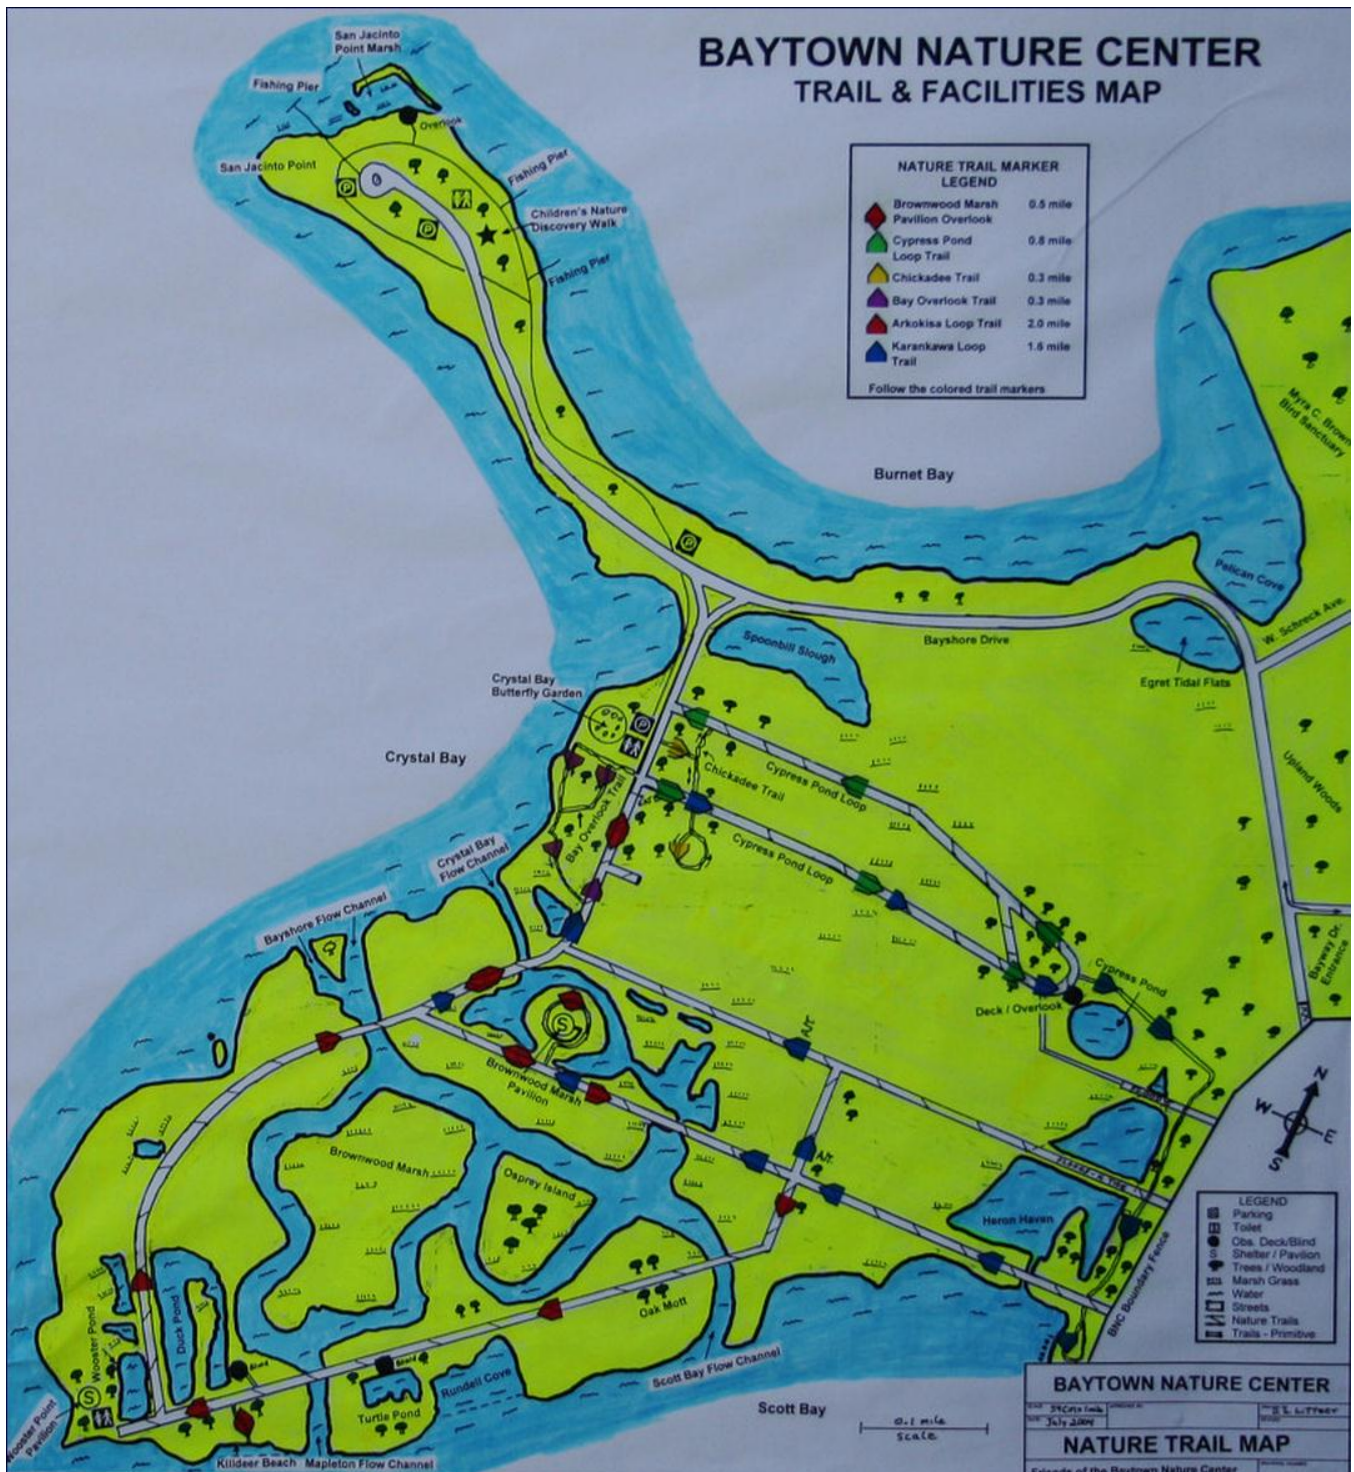 BAYTOWN NATURE CENTER
TRAIL & FACILITIES MAP
San Jacinto
Point Marsh
Fishing Pier
Overlook
San Jacinto Point
Fishing Pier
Children's Nature
Discovery Walk
Fishing Pier
NATURE TRAIL MARKER
LEGEND
Brownwood Marsh 0.5 mile
Pavilion Overlook
Cypress Pond 0.8 mile
Loop Trail
Chickadee Trail 0.3 mile
Bay Overlook Trail 0.3 mile
Arkokisa Loop Trail 2.0 mile
Karankawa Loop 1.6 mile
Trail
Follow the colored trail markers
Myra C. Brown
Bird Sanctuary
Burnet Bay
Pelican Cove
W. Schreck Ave.
Bayshore Drive
Spoonbill Slough
Egret Tidal Flats
Crystal Bay
Butterfly Garden
Crystal Bay
Chickadee Trail
Cypress Pond Loop
Upland Woods
Bay Overlook Trail
Cypress Pond Loop
Crystal Bay
Flow Channel
Bayshore Flow Channel
Bayway Dr.
Entrance
Cypress Pond
Deck / Overlook
A/T
Brownwood Marsh
Pavilion
S
N
W
E
S
A/T
Brownwood Marsh
Osprey Island
Heron Haven
BNC Boundary Fence
LEGEND
Parking
Toilet
Obs. Deck/Blind
S Shelter / Pavilion
Trees / Woodland
Marsh Grass
Water
Streets
Nature Trails
Trails - Primitive
Oak Mott
Wooster Pond
Duck Pond
Blind
Blind
S
Wooster Point
Pavilion
Turtle Pond
Rundell Cove
Scott Bay Flow Channel
Killdeer Beach
Mapleton Flow Channel
Scott Bay
0.1 mile
scale
BAYTOWN NATURE CENTER
July 2004
NATURE TRAIL MAP
Friends of the Baytown Nature Center